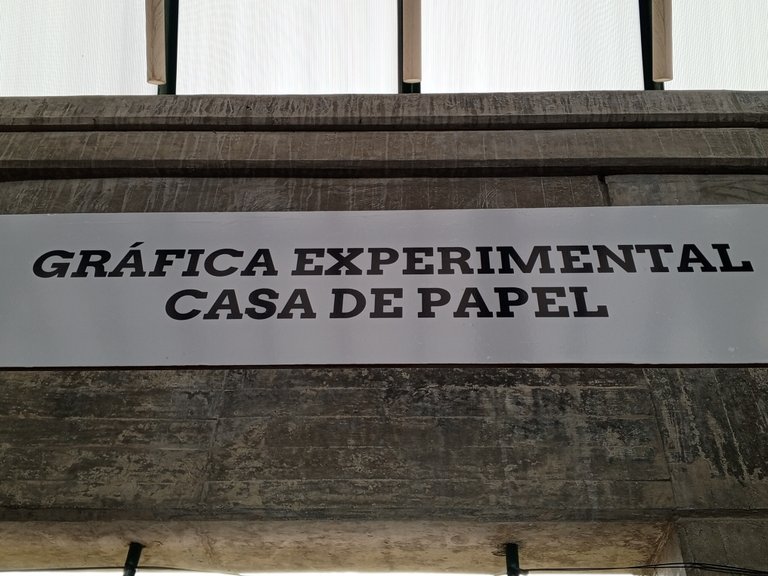 GRÁFICA EXPERIMENTAL
CASA DE PAPEL